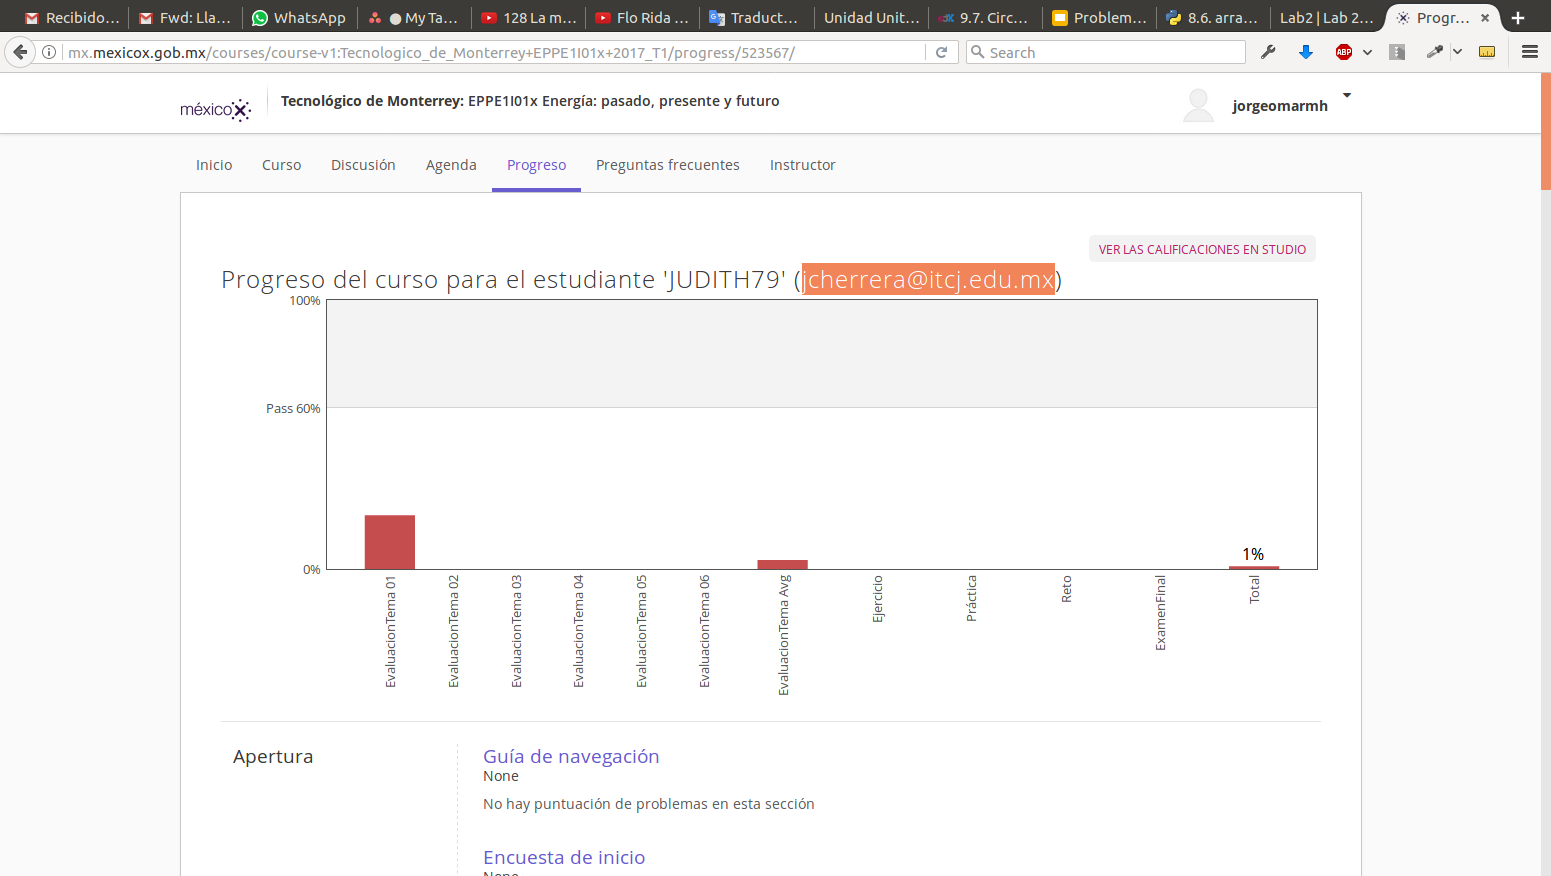 Recibido...
Fwd: Lla...
WhatsApp
● My Ta...
128 La m...
Flo Rida ...
Traduct...
Unidad Unit...
9.7. Circ...
Problem...
8.6. arra...
Lab2 | Lab 2...
Progr...
mx.mexicox.gob.mx/courses/course-v1:Tecnologico_de_Monterrey+EPPE1I01x+2017_T1/progress/523567/
Search
ABP
méxicoX
Tecnológico de Monterrey: EPPE1I01x Energía: pasado, presente y futuro
jorgeomarmh
Inicio
Curso
Discusión
Agenda
Progreso
Preguntas frecuentes
Instructor
VER LAS CALIFICACIONES EN STUDIO
Progreso del curso para el estudiante 'JUDITH79' (jcherrera@itcj.edu.mx)
100%
Pass 60%
0%
1%
EvaluacionTema 01
EvaluacionTema 02
EvaluacionTema 03
EvaluacionTema 04
EvaluacionTema 05
EvaluacionTema 06
EvaluacionTema Avg
Ejercicio
Práctica
Reto
ExamenFinal
Total
Apertura
Guía de navegación
None
No hay puntuación de problemas en esta sección
Encuesta de inicio
None